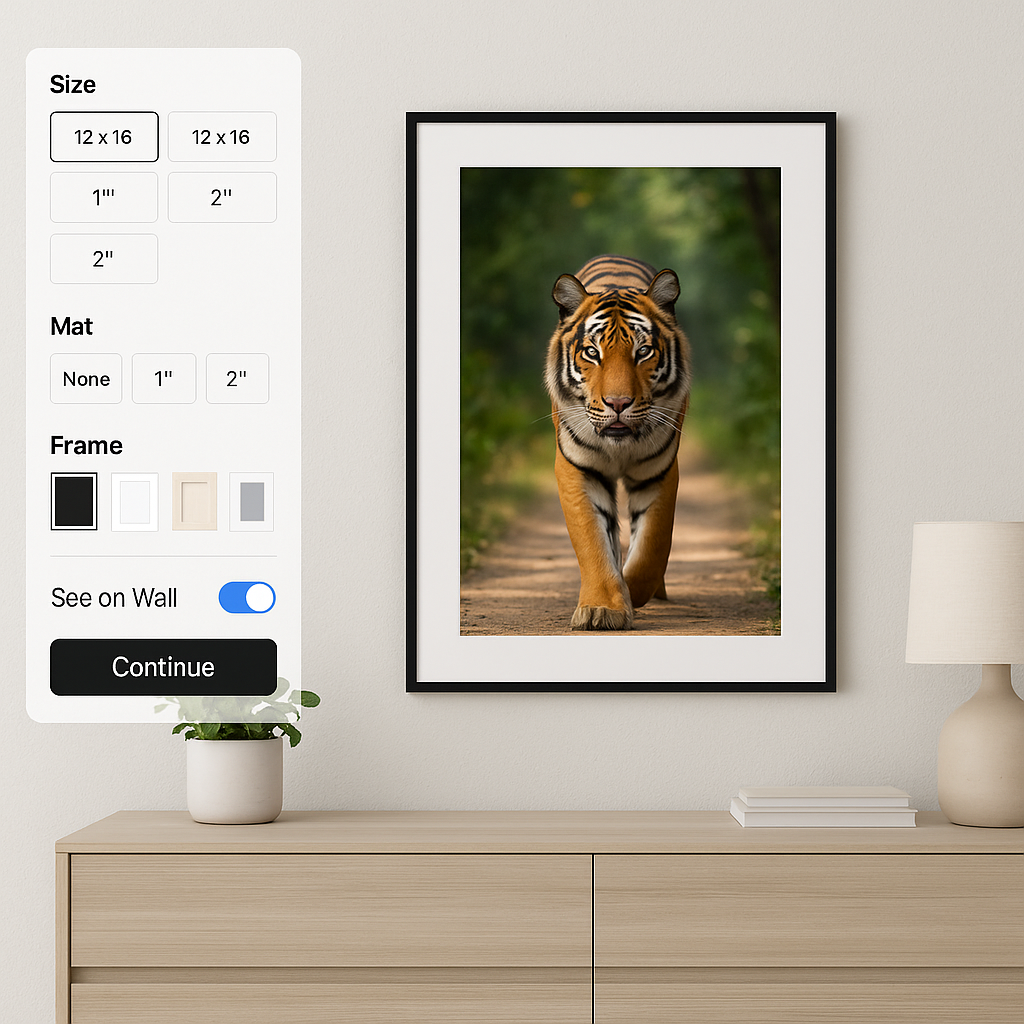 Size
12 x 16 12 x 16
1"' 2"
2"
Mat
None 1" 2"
Frame
See on Wall
Continue